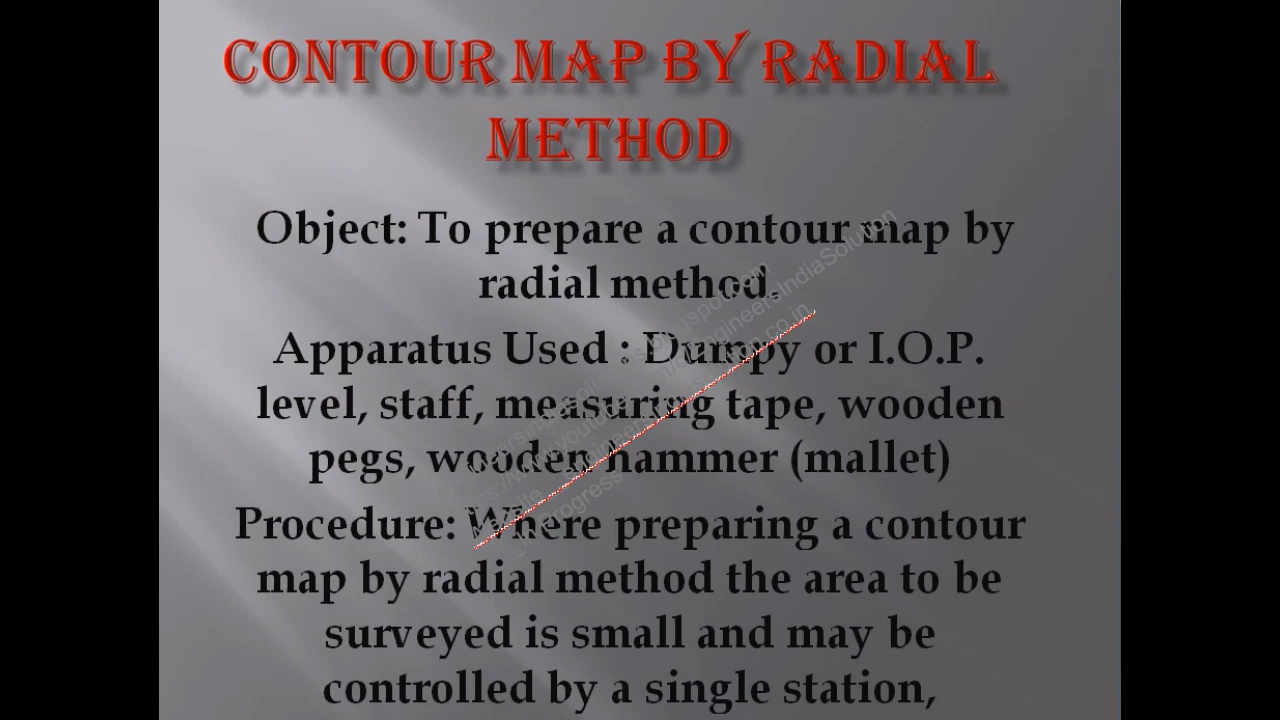 CONTOUR MAP BY RADIAL
METHOD
Object: To prepare a contour map by
radial method.
Apparatus Used : Dumpy or I.O.P.
level, staff, measuring tape, wooden
pegs, wooden hammer (mallet)
Procedure: Where preparing a contour
map by radial method the area to be
surveyed is small and may be
controlled by a single station,